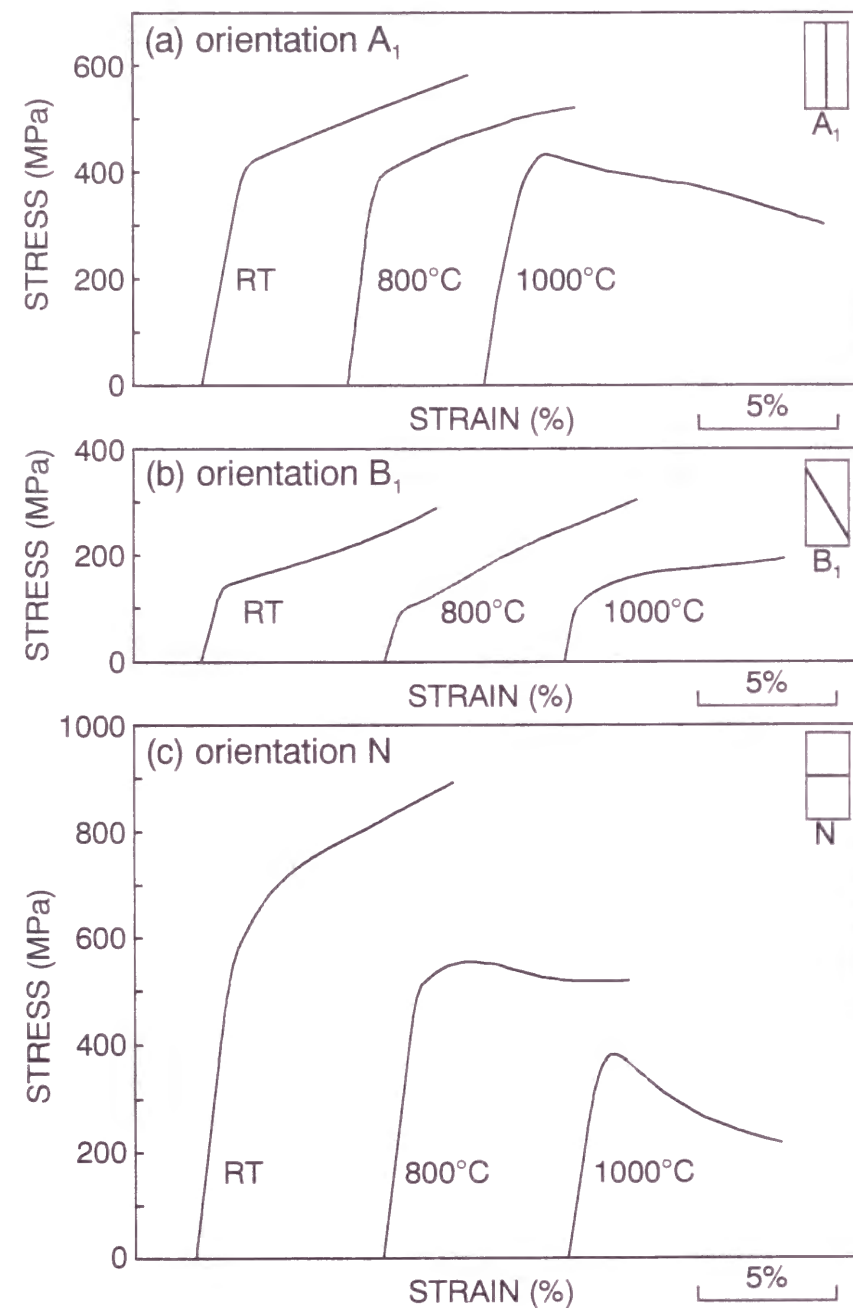 (a) orientation A₁
A₁
600
400
200
0
STRESS (MPa)
RT
800°C
1000°C
STRAIN (%)
5%
(b) orientation B₁
B₁
400
200
0
STRESS (MPa)
RT
800°C
1000°C
STRAIN (%)
5%
(c) orientation N
N
1000
800
600
400
200
0
STRESS (MPa)
RT
800°C
1000°C
STRAIN (%)
5%